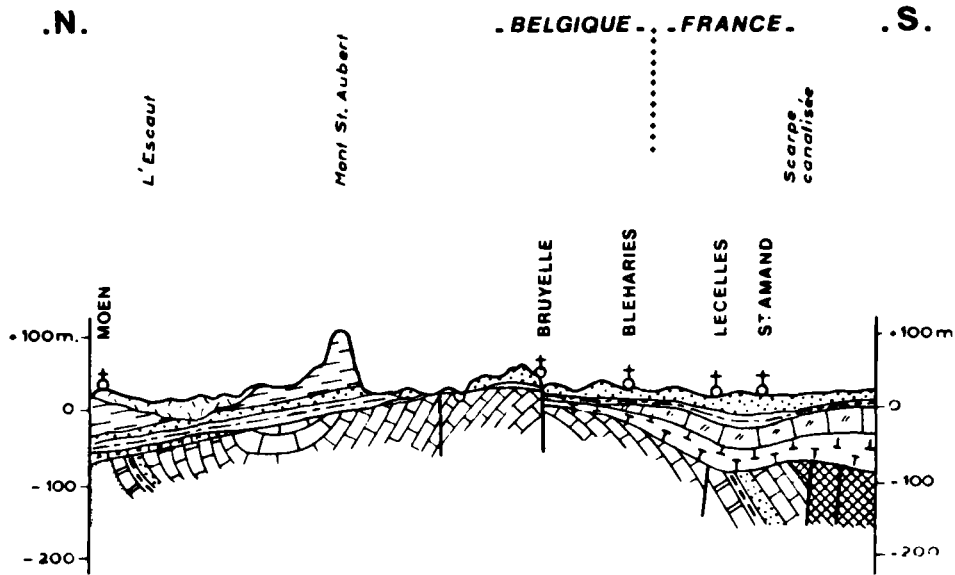 .N.
- BELGIQUE - - FRANCE -
.S.
L'Escaut
Mont St. Aubert
Scarpe
canalisée
MOEN
BRUYELLE
BLEHARIES
LECELLES
ST AMAND
+100m.
0
-100
-200
+100m
0
-100
-200